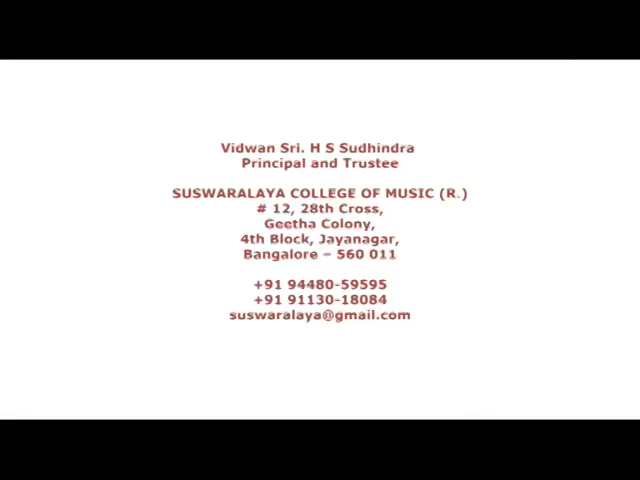 Vidwan Sri. H S Sudhindra
Principal and Trustee
SUSWARALAYA COLLEGE OF MUSIC (R.)
# 12, 28th Cross,
Geetha Colony,
4th Block, Jayanagar,
Bangalore – 560 011
+91 94480-59595
+91 91130-18084
suswaralaya@gmail.com